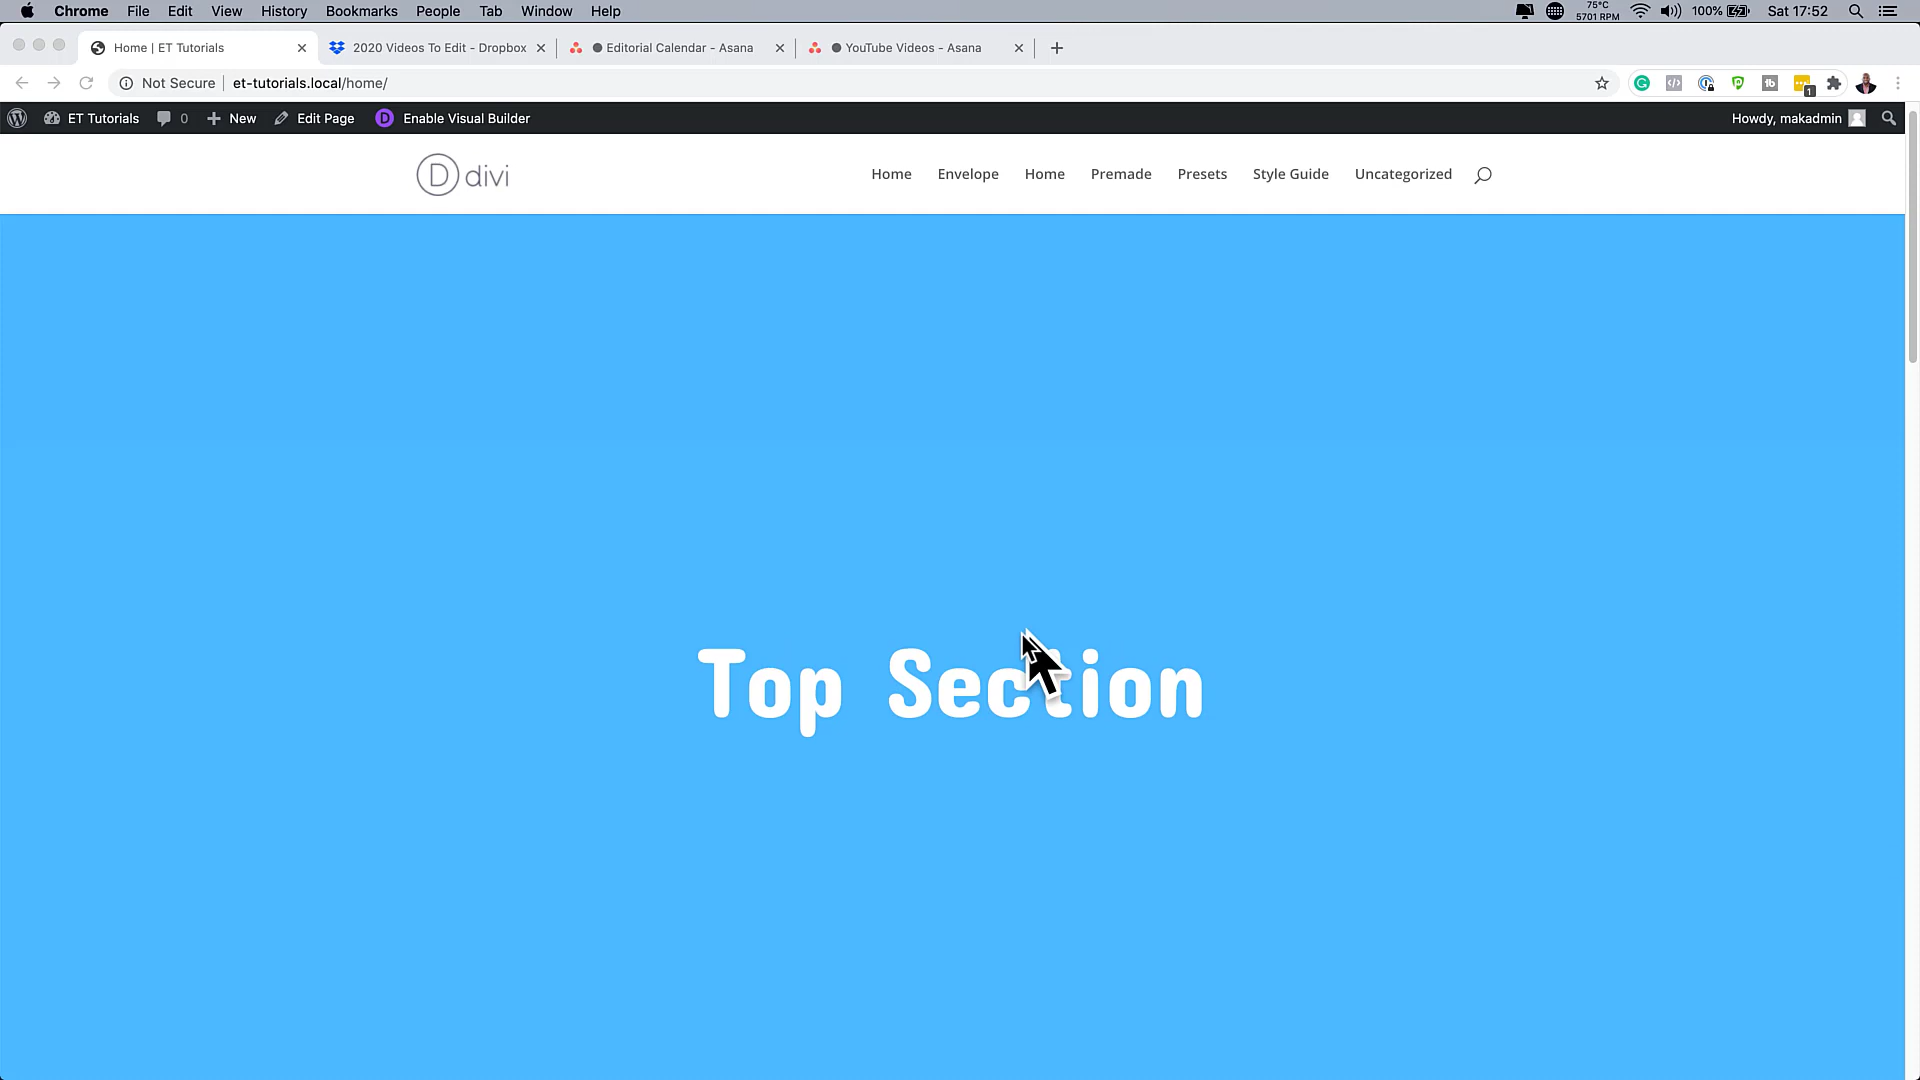 Chrome File Edit View History Bookmarks People Tab Window Help 75°C 5701 RPM 100% Sat 17:52
Home | ET Tutorials 2020 Videos To Edit - Dropbox Editorial Calendar - Asana YouTube Videos - Asana
Not Secure et-tutorials.local/home/ 1
ET Tutorials 0 New Edit Page D Enable Visual Builder Howdy, makadmin
D divi Home Envelope Home Premade Presets Style Guide Uncategorized
Top Section